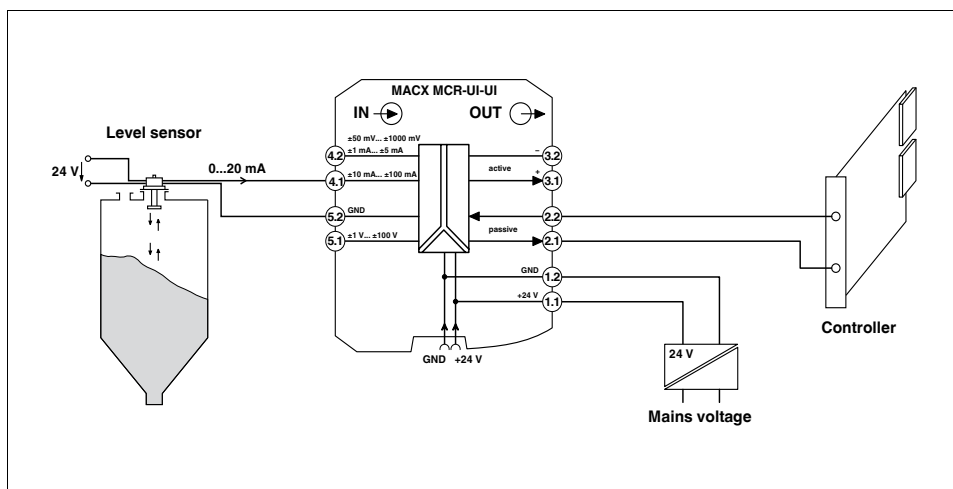 MACX MCR-UI-UI
IN
OUT
Level sensor
24 V
0...20 mA
±50 mV... ±1000 mV
±1 mA... ±5 mA
4.2
4.1
±10 mA... ±100 mA
5.2
GND
5.1
±1 V... ±100 V
–
3.2
active
+
3.1
2.2
passive
2.1
GND
1.2
+24 V
1.1
GND
+24 V
24 V
Mains voltage
Controller